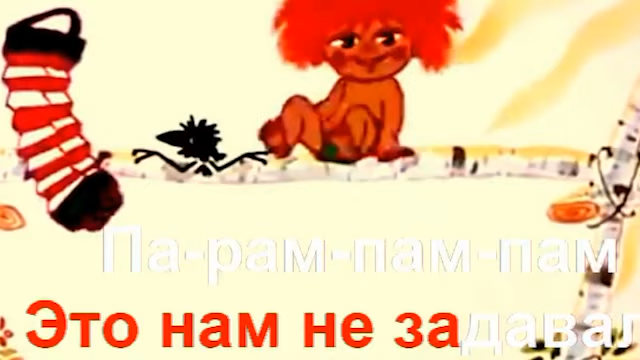 Па-рам-пам-пам
Это нам не задавал